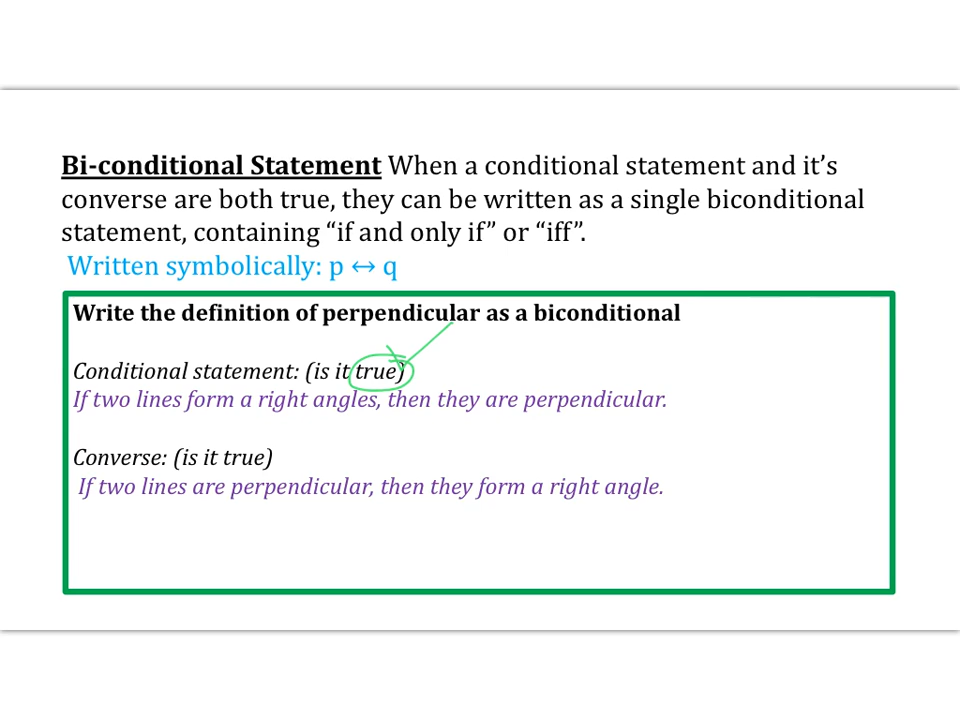 Bi-conditional Statement When a conditional statement and it’s
converse are both true, they can be written as a single biconditional
statement, containing “if and only if” or “iff”.
Written symbolically: p ↔ q
Write the definition of perpendicular as a biconditional
Conditional statement: (is it true)
If two lines form a right angles, then they are perpendicular.
Converse: (is it true)
If two lines are perpendicular, then they form a right angle.